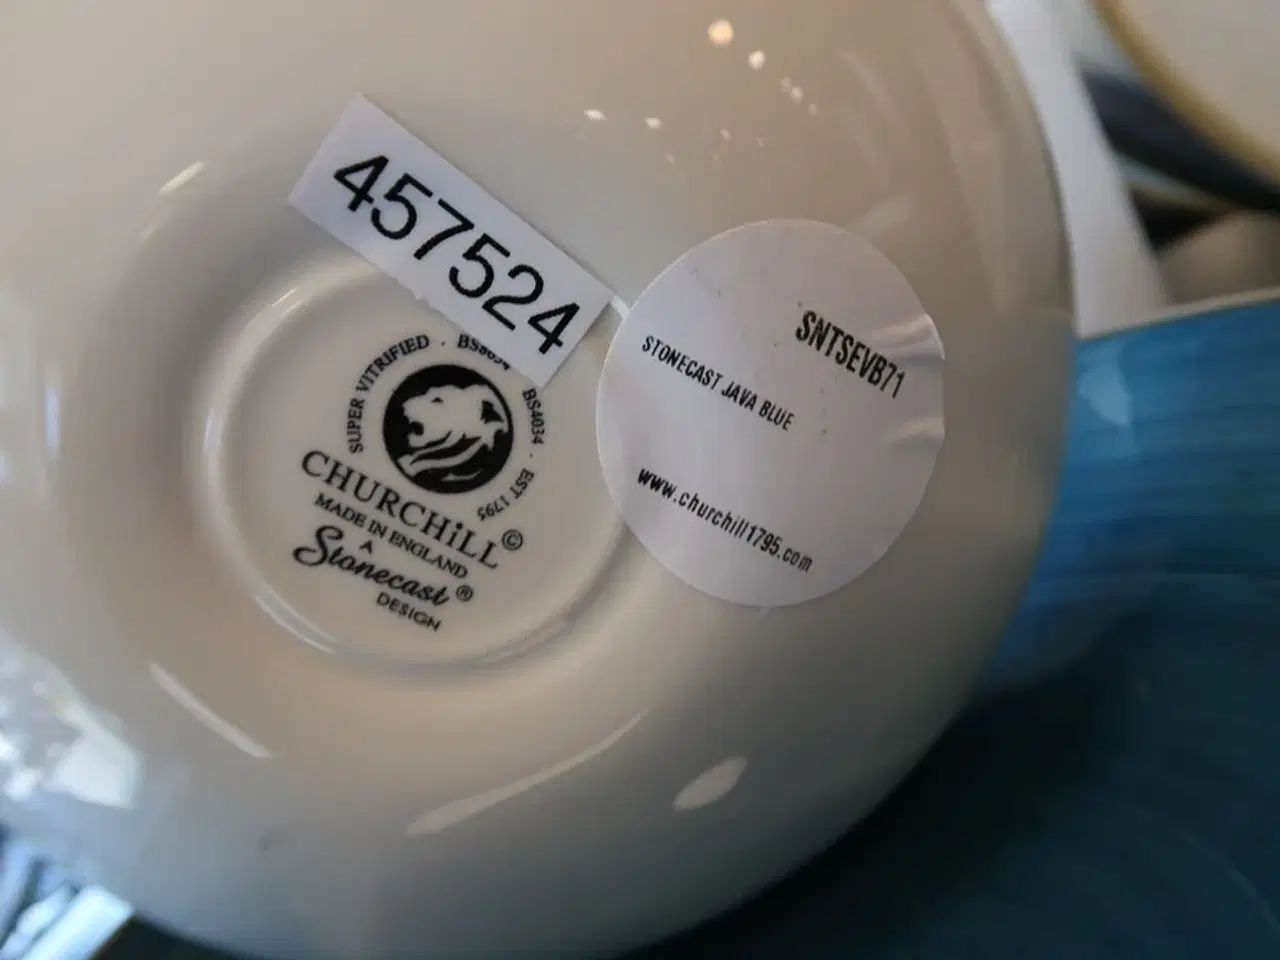 457524
SUPER VITRIFIED · BS8654 BS4034 · EST 1795
CHURCHiLL©
MADE IN ENGLAND
A
Stonecast®
DESIGN
SNTSEVB71
STONECAST JAVA BLUE
www.churchill1795.com